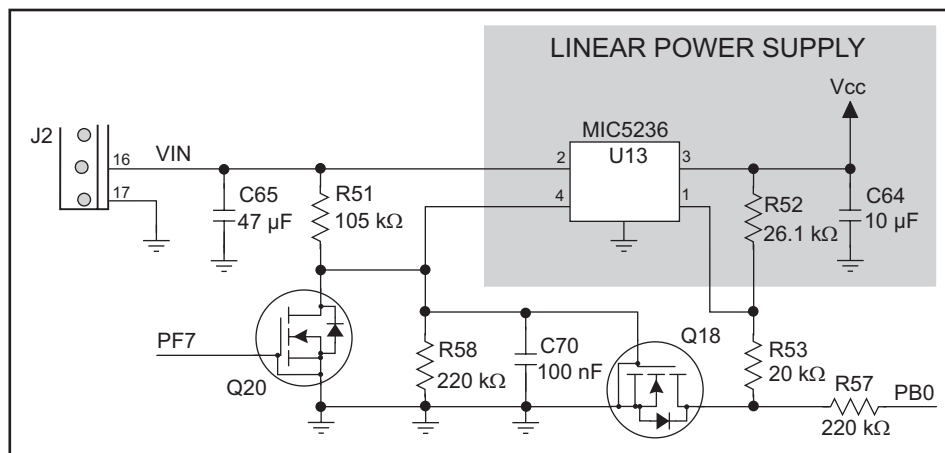 LINEAR POWER SUPPLY
Vcc
J2
16
VIN
17
C65
47 µF
R51
105 kΩ
MIC5236
U13
2
3
4
1
R52
26.1 kΩ
C64
10 µF
PF7
Q20
R58
220 kΩ
C70
100 nF
Q18
R53
20 kΩ
R57
220 kΩ
PB0